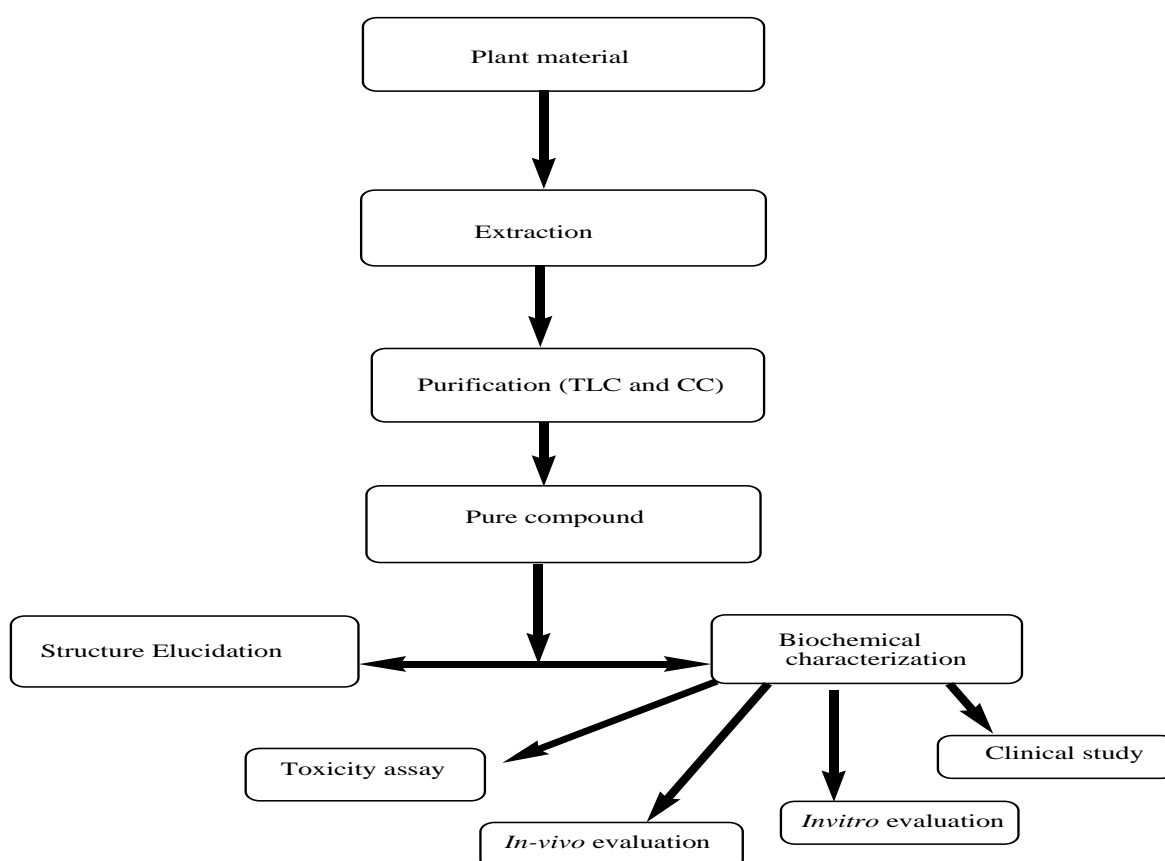 Plant material
Extraction
Purification (TLC and CC)
Pure compound
Structure Elucidation
Biochemical
characterization
Toxicity assay
Clinical study
In-vivo evaluation
Invitro evaluation